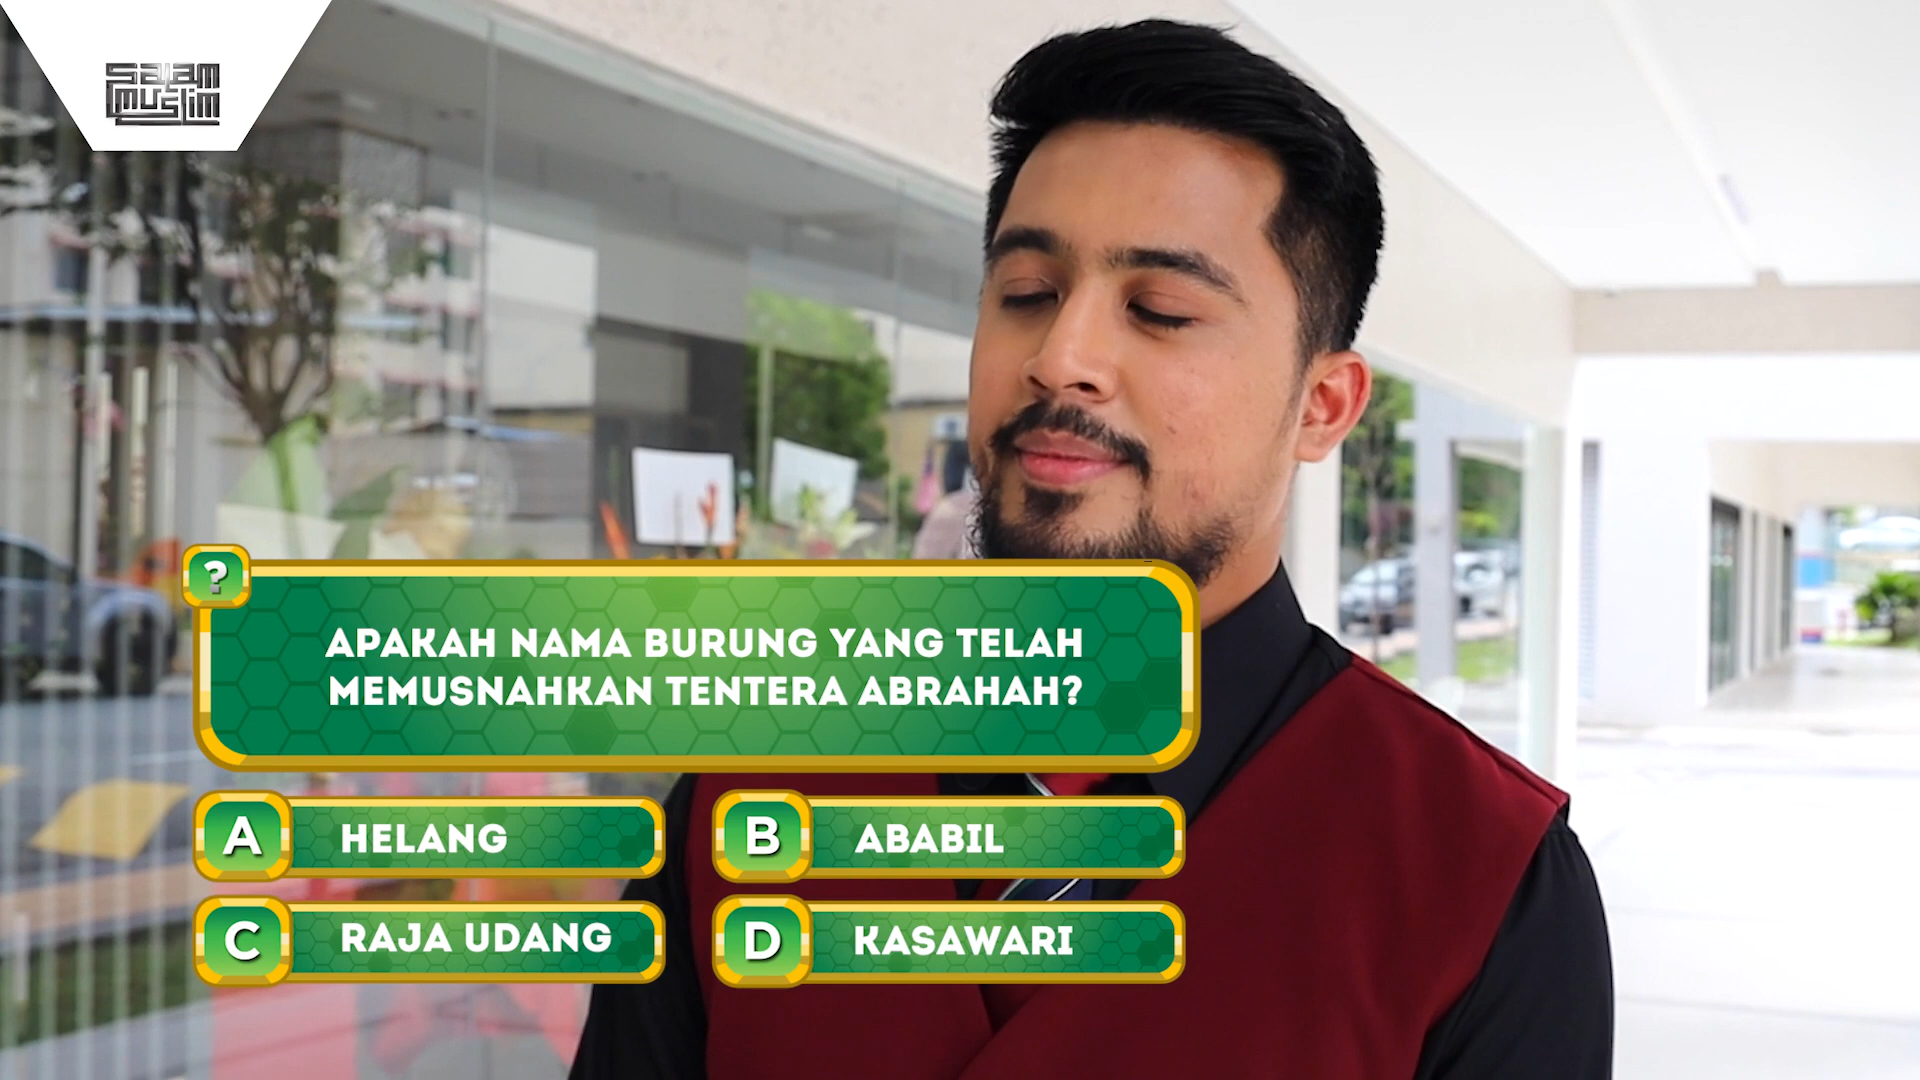 salam
muslim
?
APAKAH NAMA BURUNG YANG TELAH
MEMUSNAHKAN TENTERA ABRAHAH?
A HELANG
B ABABIL
C RAJA UDANG
D KASAWARI